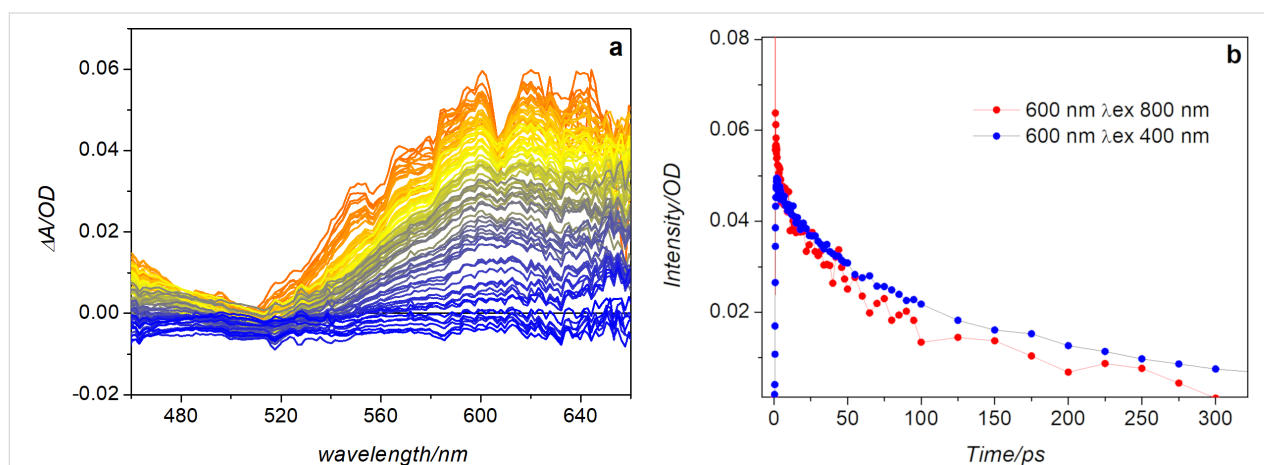 a
0.06
0.04
0.02
0.00
-0.02
ΔA/OD
480 520 560 600 640
wavelength/nm
b
0.08
0.06
0.04
0.02
Intensity/OD
600 nm λex 800 nm
600 nm λex 400 nm
0 50 100 150 200 250 300
Time/ps